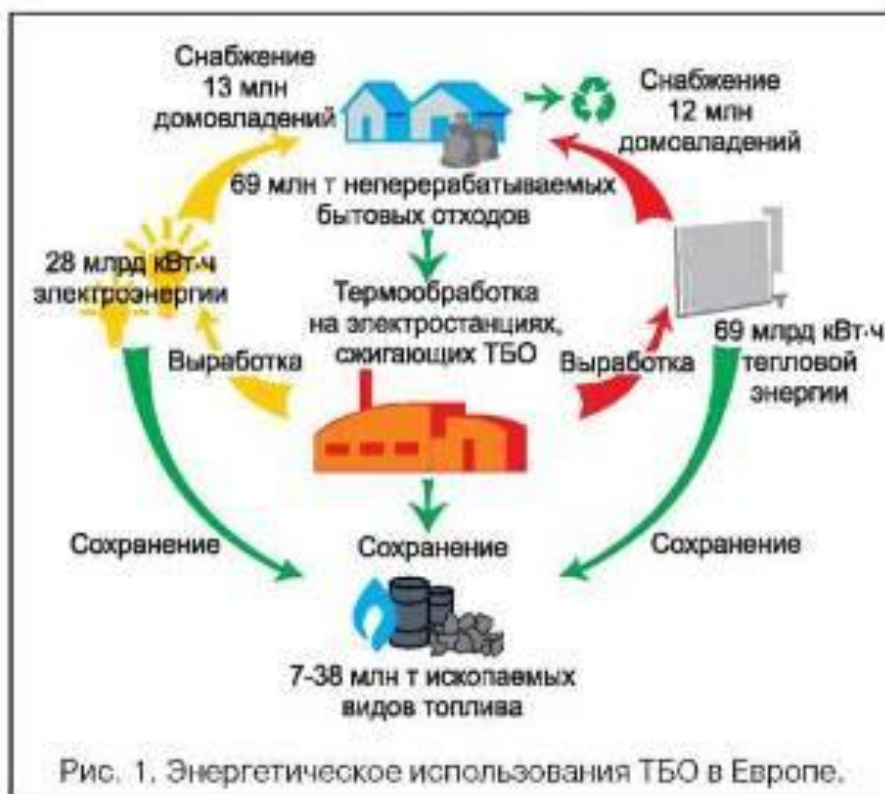 Снабжение
13 млн
домовладений
Снабжение
12 млн
домовладений
69 млн т неперерабатываемых
бытовых отходов
28 млрд кВт·ч
электроэнергии
Термообработка
на электростанциях,
сжигающих ТБО
69 млрд кВт·ч
тепловой
энергии
Выработка
Выработка
Сохранение
Сохранение
Сохранение
7-38 млн т ископаемых
видов топлива
Рис. 1. Энергетическое использования ТБО в Европе.